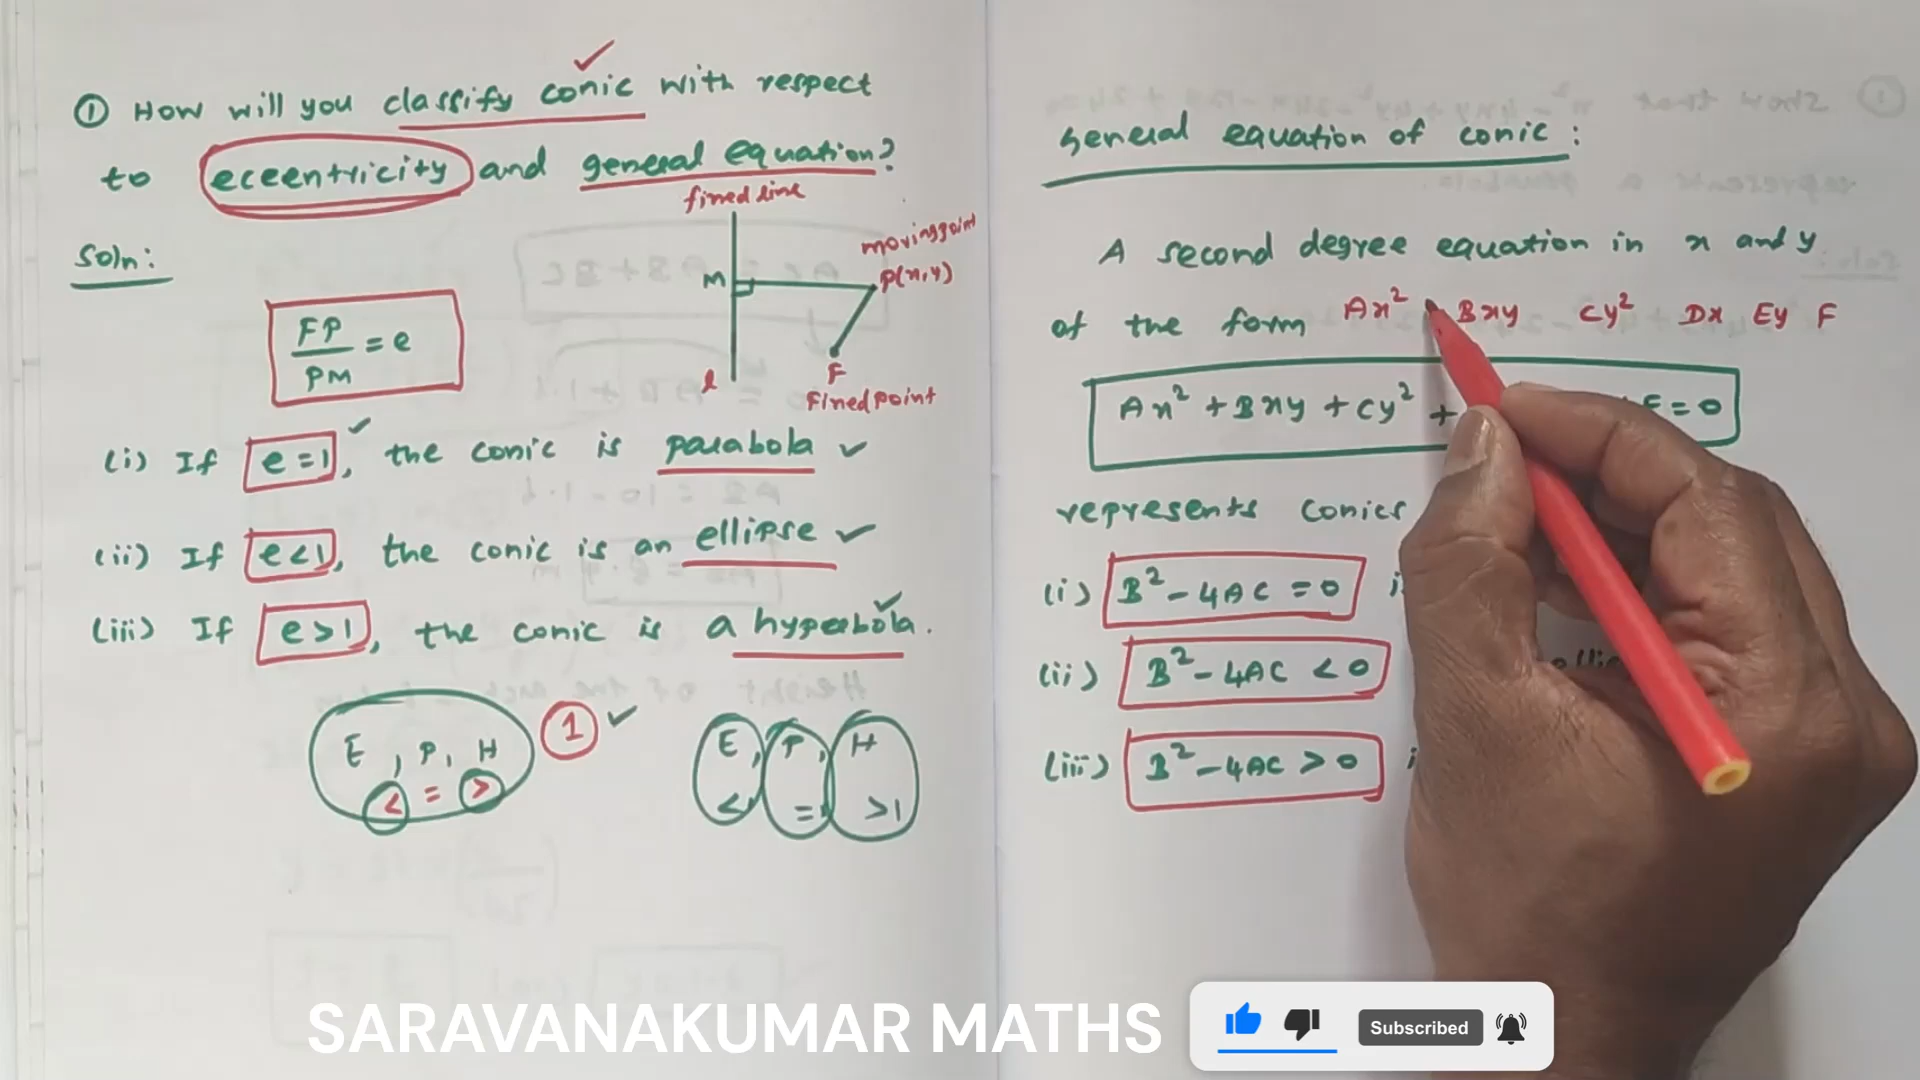 ① How will you classify conic with respect
to eccentricity and general equation?
Soln:
FP
PM
= e
fixed line
moving point
M
P(x,y)
l
F
Fixed point
(i) If e=1, the conic is parabola
(ii) If e<1, the conic is an ellipse
(iii) If e>1, the conic is a hyperbola.
E, P, H
< = >
1
E, P, H
<1 = >1
General equation of conic:
A second degree equation in x and y
of the form Ax² Bxy Cy² Dx Ey F
Ax² + Bxy + Cy² + F = 0
represents conics
(i) B² - 4AC = 0
(ii) B² - 4AC < 0
(iii) B² - 4AC > 0
SARAVANAKUMAR MATHS
Subscribed